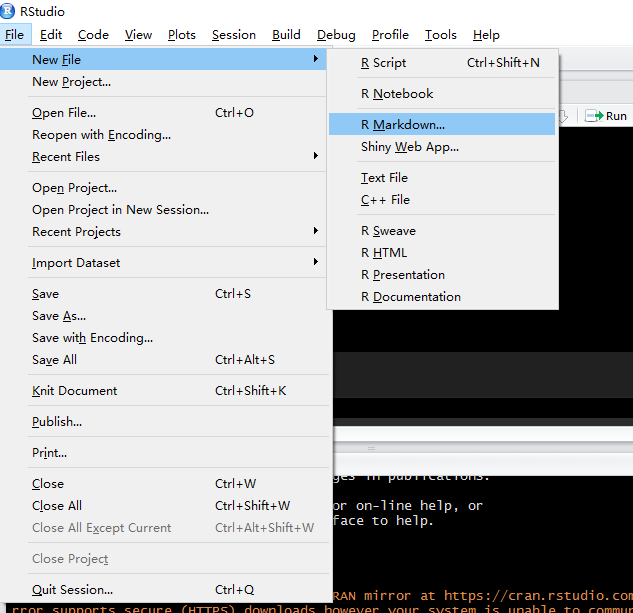 RStudio
File Edit Code View Plots Session Build Debug Profile Tools Help
New File
New Project...
Open File... Ctrl+O
Reopen with Encoding...
Recent Files
Open Project...
Open Project in New Session...
Recent Projects
Import Dataset
Save Ctrl+S
Save As...
Save with Encoding...
Save All Ctrl+Alt+S
Knit Document Ctrl+Shift+K
Publish...
Print...
Close Ctrl+W
Close All Ctrl+Shift+W
Close All Except Current Ctrl+Alt+Shift+W
Close Project
Quit Session... Ctrl+Q
R Script Ctrl+Shift+N
R Notebook
R Markdown...
Shiny Web App...
Text File
C++ File
R Sweave
R HTML
R Presentation
R Documentation
Run
in publications.
or on-line help, or
face to help.
RAN mirror at https://cran.rstudio.com
rror supports secure (HTTPS) downloads however your system is unable to commu